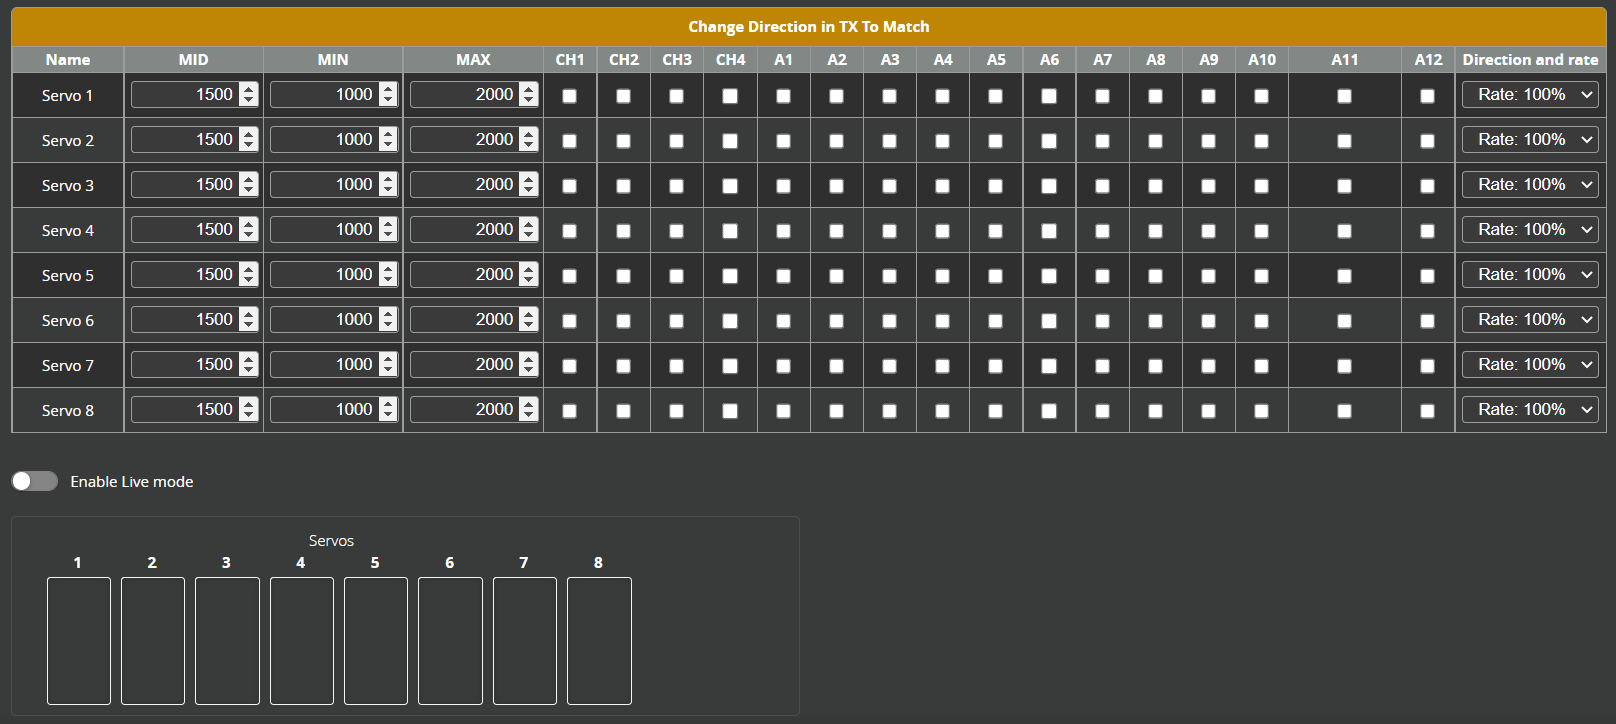 Change Direction in TX To Match
Name MID MIN MAX CH1 CH2 CH3 CH4 A1 A2 A3 A4 A5 A6 A7 A8 A9 A10 A11 A12 Direction and rate
Servo 1 1500 1000 2000 Rate: 100%
Servo 2 1500 1000 2000 Rate: 100%
Servo 3 1500 1000 2000 Rate: 100%
Servo 4 1500 1000 2000 Rate: 100%
Servo 5 1500 1000 2000 Rate: 100%
Servo 6 1500 1000 2000 Rate: 100%
Servo 7 1500 1000 2000 Rate: 100%
Servo 8 1500 1000 2000 Rate: 100%
Enable Live mode
Servos
1 2 3 4 5 6 7 8